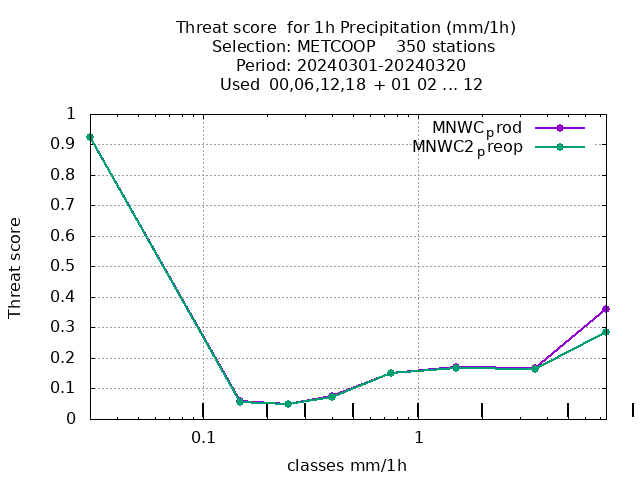 Threat score  for 1h Precipitation (mm/1h)
Selection: METCOOP    350 stations
Period: 20240301-20240320
Used  00,06,12,18  + 01 02 ... 12
MNWCprod
MNWC2preop
1
0.9
0.8
0.7
0.6
0.5
0.4
0.3
0.2
0.1
0
Threat score
0.1 1
classes mm/1h